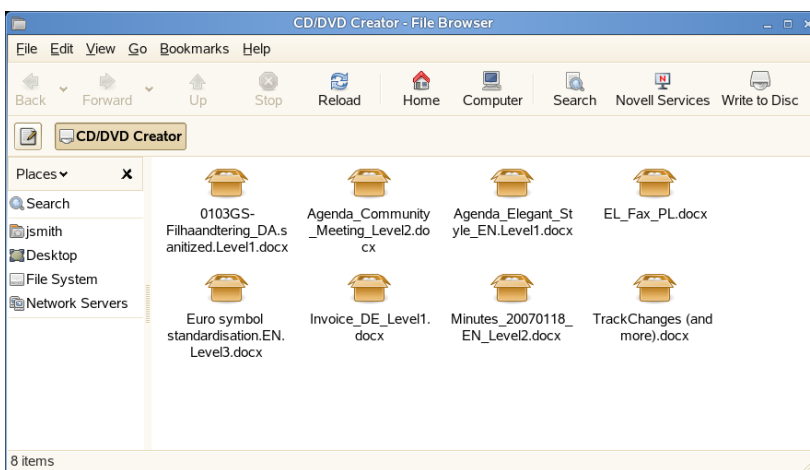 CD/DVD Creator - File Browser
File Edit View Go Bookmarks Help
Back Forward Up Stop Reload Home Computer Search Novell Services Write to Disc
CD/DVD Creator
Places
Search
jsmith
Desktop
File System
Network Servers
0103GS-
Filhaandtering_DA.s
anitized.Level1.docx
Agenda_Community
_Meeting_Level2.do
cx
Agenda_Elegant_St
yle_EN.Level1.docx
EL_Fax_PL.docx
Euro symbol
standardisation.EN.
Level3.docx
Invoice_DE_Level1.
docx
Minutes_20070118_
EN_Level2.docx
TrackChanges (and
more).docx
8 items